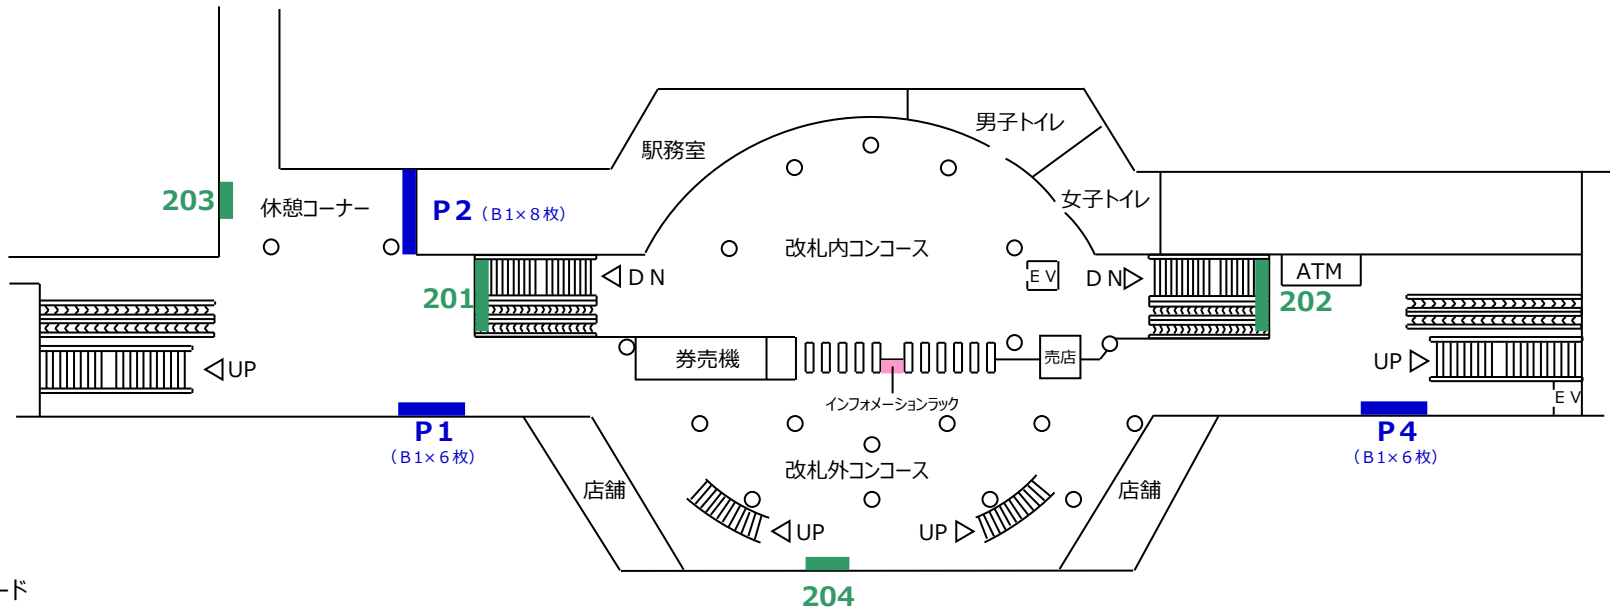 男子トイレ
駅務室
女子トイレ
203
休憩コーナー
P2 (B1×8枚)
改札内コンコース
DN
EV
DN
ATM
201
202
券売機
売店
UP
UP
インフォメーションラック
EV
P1
(B1×6枚)
P4
(B1×6枚)
改札外コンコース
店舗
店舗
UP
UP
ード
204